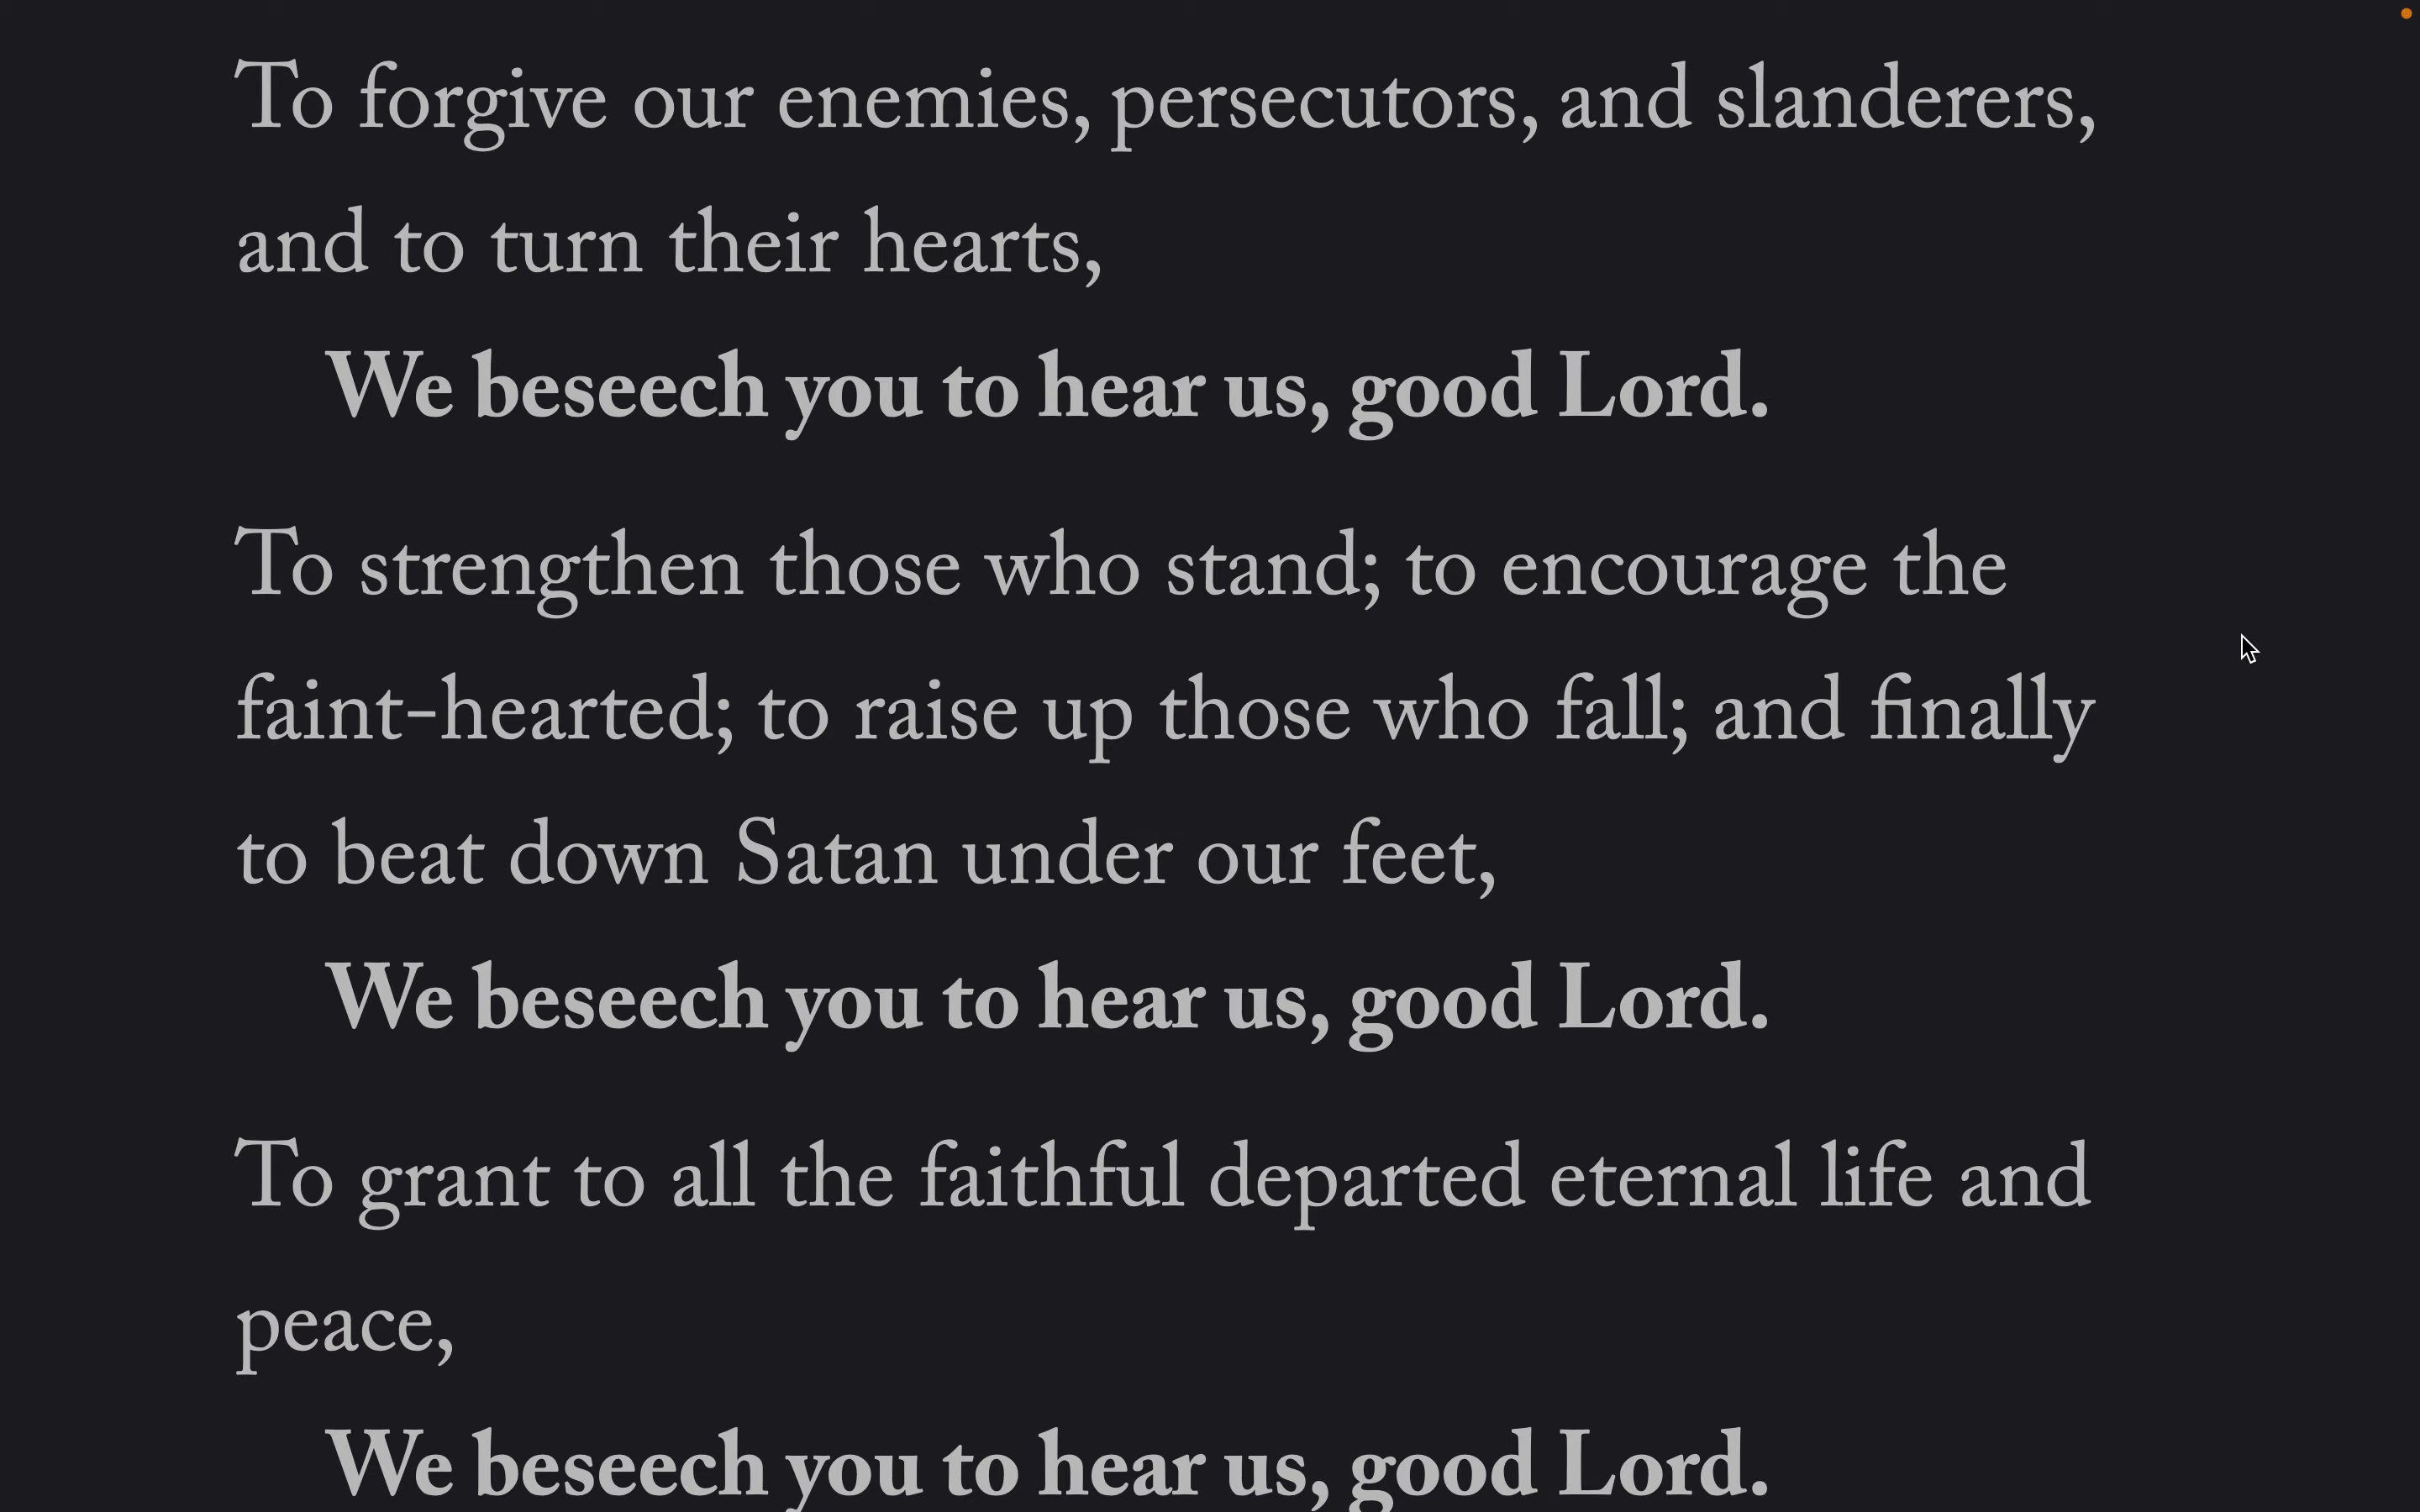 To forgive our enemies, persecutors, and slanderers,
and to turn their hearts,
We beseech you to hear us, good Lord.
To strengthen those who stand; to encourage the
faint-hearted; to raise up those who fall; and finally
to beat down Satan under our feet,
We beseech you to hear us, good Lord.
To grant to all the faithful departed eternal life and
peace,
We beseech you to hear us, good Lord.